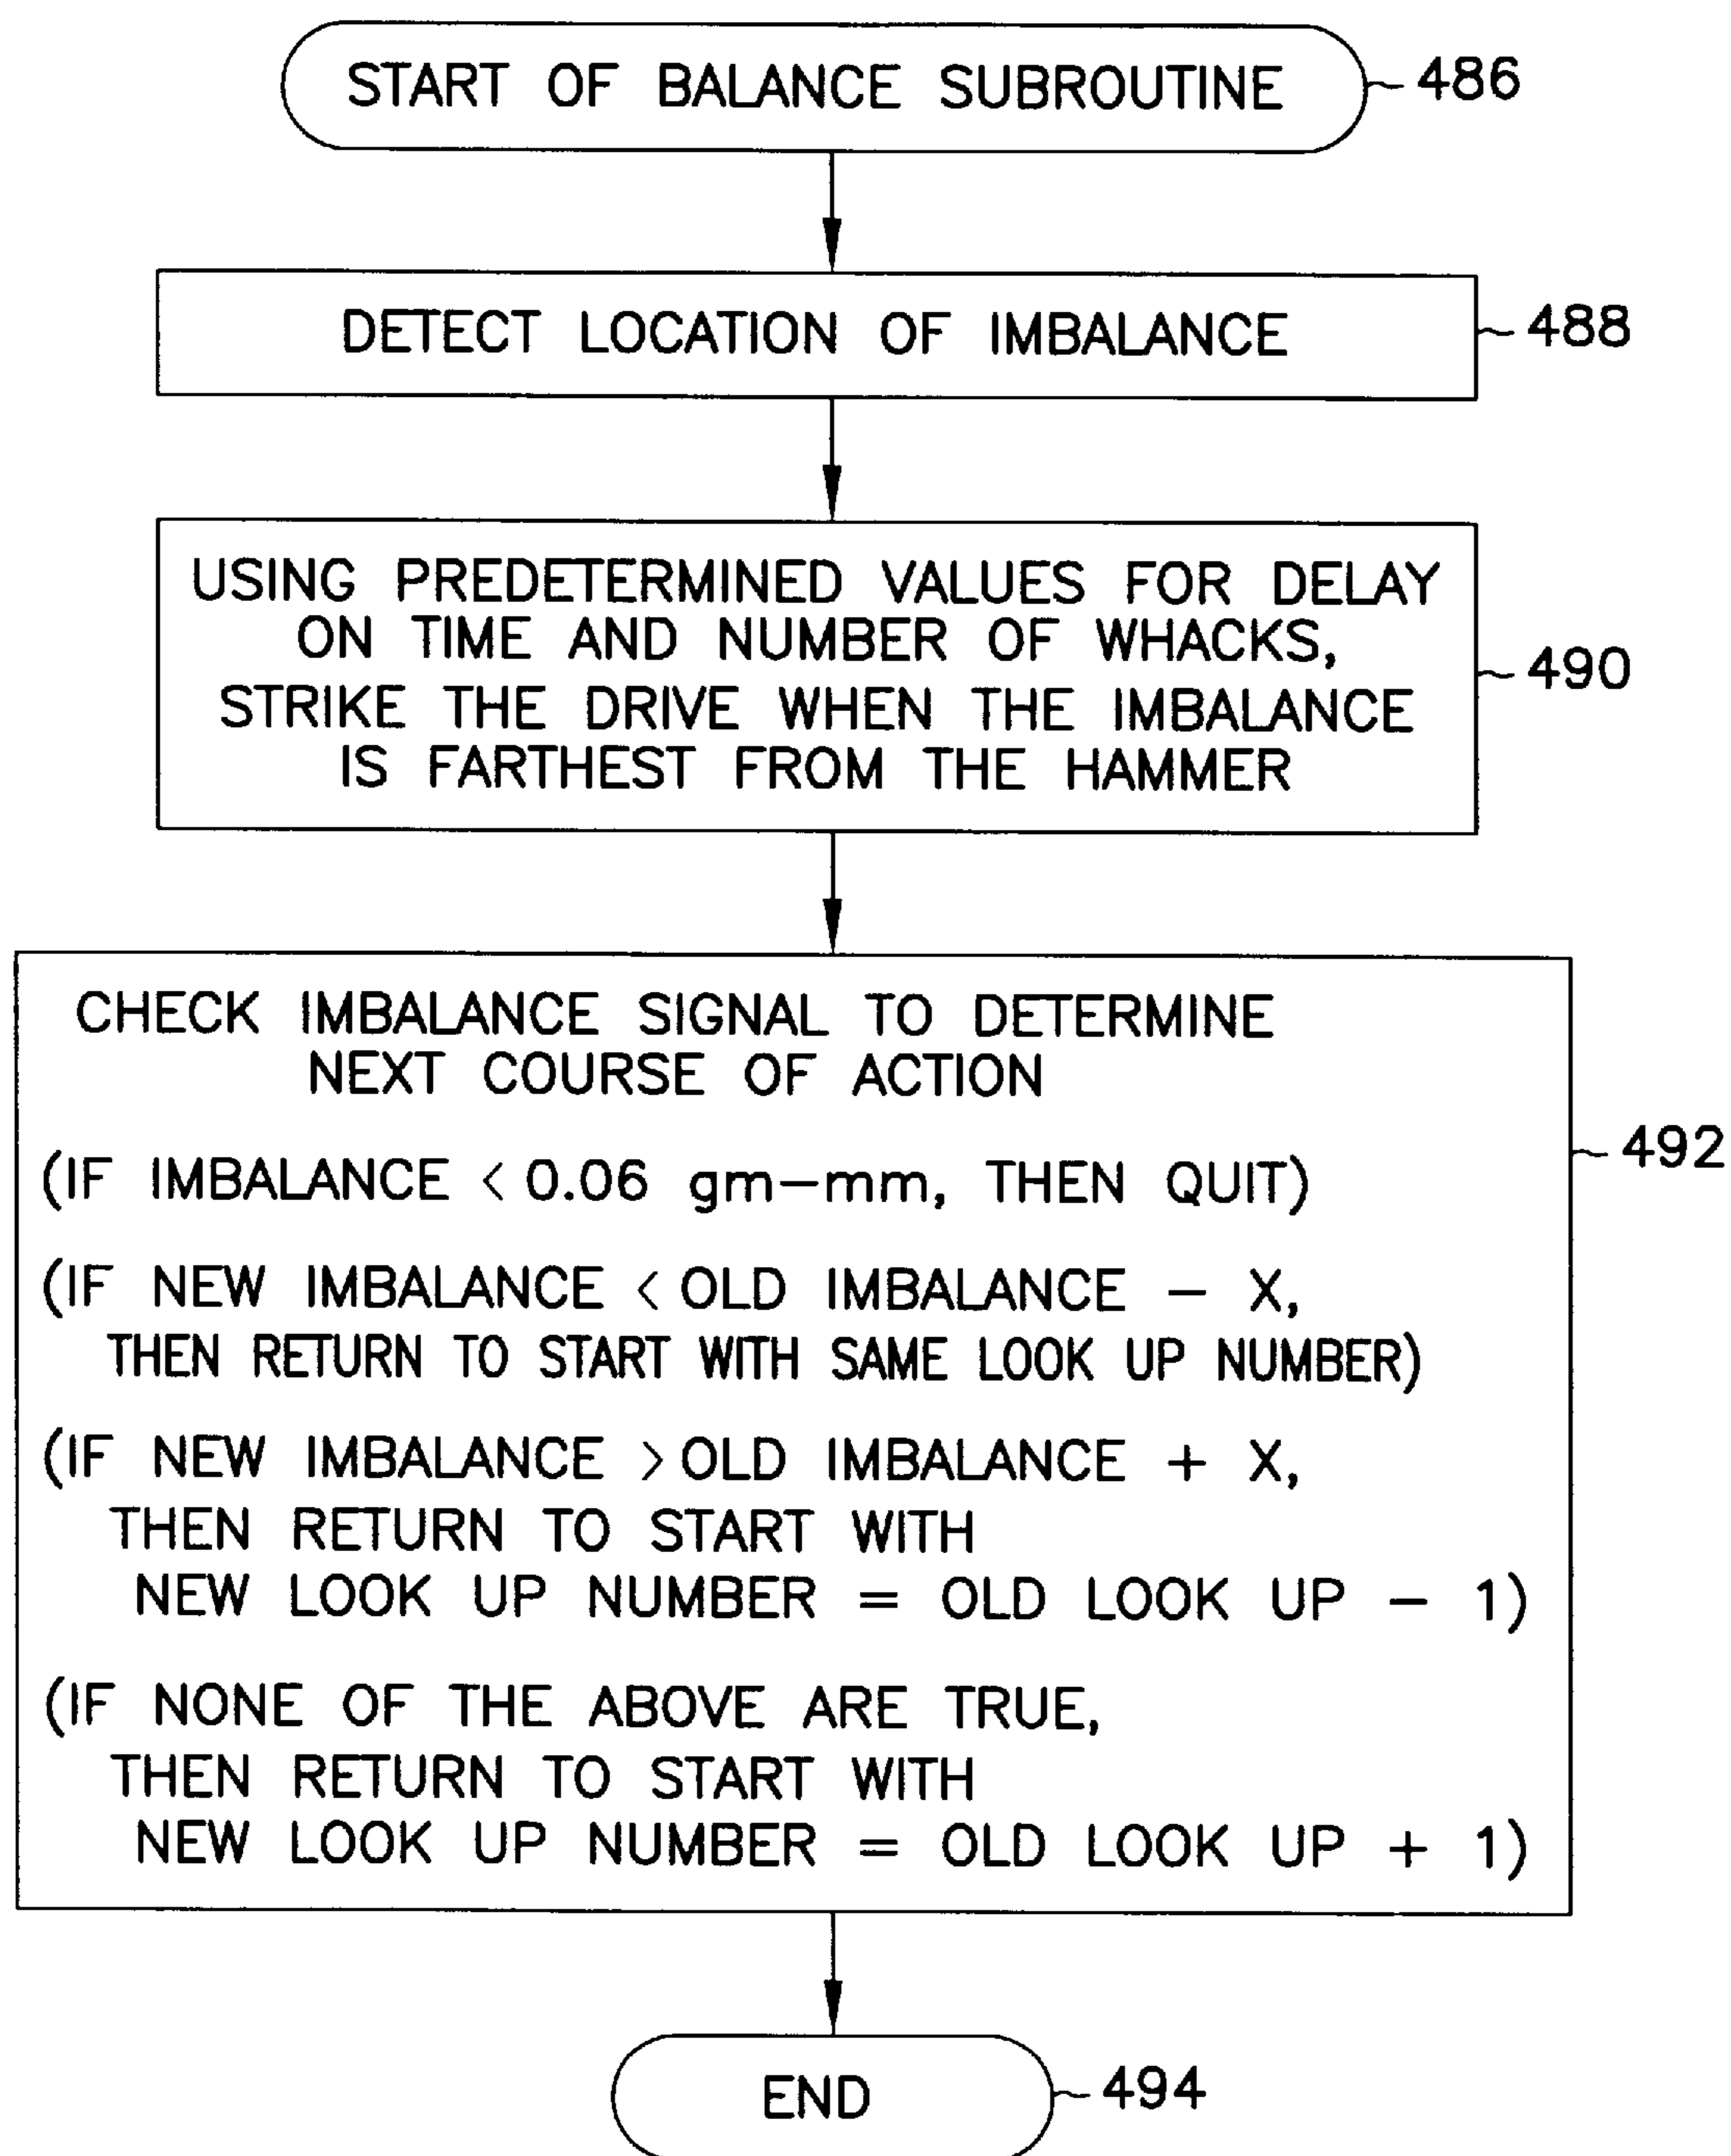 START OF BALANCE SUBROUTINE
486
DETECT LOCATION OF IMBALANCE
488
USING PREDETERMINED VALUES FOR DELAY
ON TIME AND NUMBER OF WHACKS,
STRIKE THE DRIVE WHEN THE IMBALANCE
IS FARTHEST FROM THE HAMMER
490
CHECK IMBALANCE SIGNAL TO DETERMINE
NEXT COURSE OF ACTION
(IF IMBALANCE < 0.06 gm-mm, THEN QUIT)
(IF NEW IMBALANCE < OLD IMBALANCE - X,
THEN RETURN TO START WITH SAME LOOK UP NUMBER)
(IF NEW IMBALANCE > OLD IMBALANCE + X,
THEN RETURN TO START WITH
NEW LOOK UP NUMBER = OLD LOOK UP - 1)
(IF NONE OF THE ABOVE ARE TRUE,
THEN RETURN TO START WITH
NEW LOOK UP NUMBER = OLD LOOK UP + 1)
492
END
494